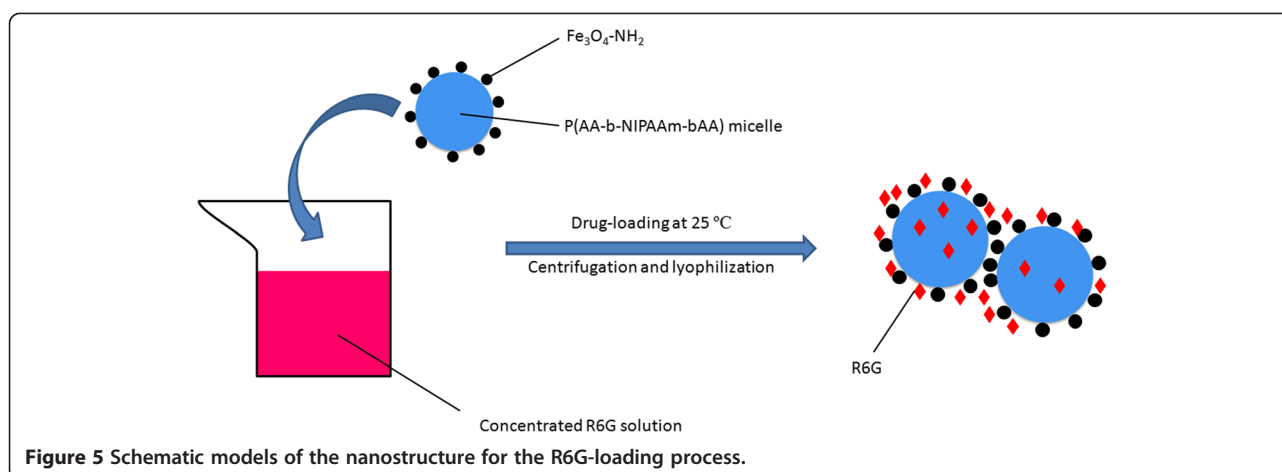 Fe₃O₄-NH₂
P(AA-b-NIPAAm-bAA) micelle
Drug-loading at 25 ℃
Centrifugation and lyophilization
R6G
Concentrated R6G solution
Figure 5 Schematic models of the nanostructure for the R6G-loading process.